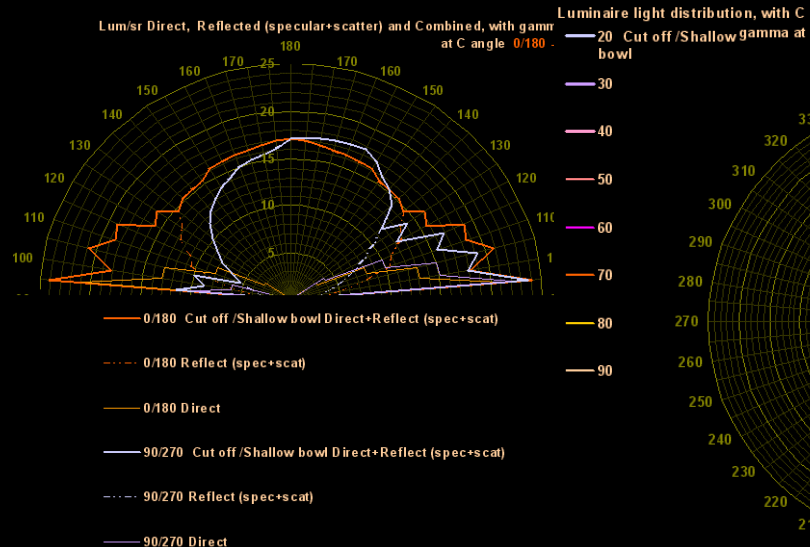 Lum/sr Direct, Reflected (specular+scatter) and Combined, with gamm
at C angle 0/180 -
180
170 25 170
160 160
150 150
140 140
130 130
120 120
110 110
100
20
15
10
5
0/180 Cut off /Shallow bowl Direct+Reflect (spec+scat)
0/180 Reflect (spec+scat)
0/180 Direct
90/270 Cut off /Shallow bowl Direct+Reflect (spec+scat)
90/270 Reflect (spec+scat)
90/270 Direct
Luminaire light distribution, with C
gamma at
20 Cut off /Shallow
bowl
30
40
50
60
70
80
90
320
310
300
290
280
270
260
250
240
230
220